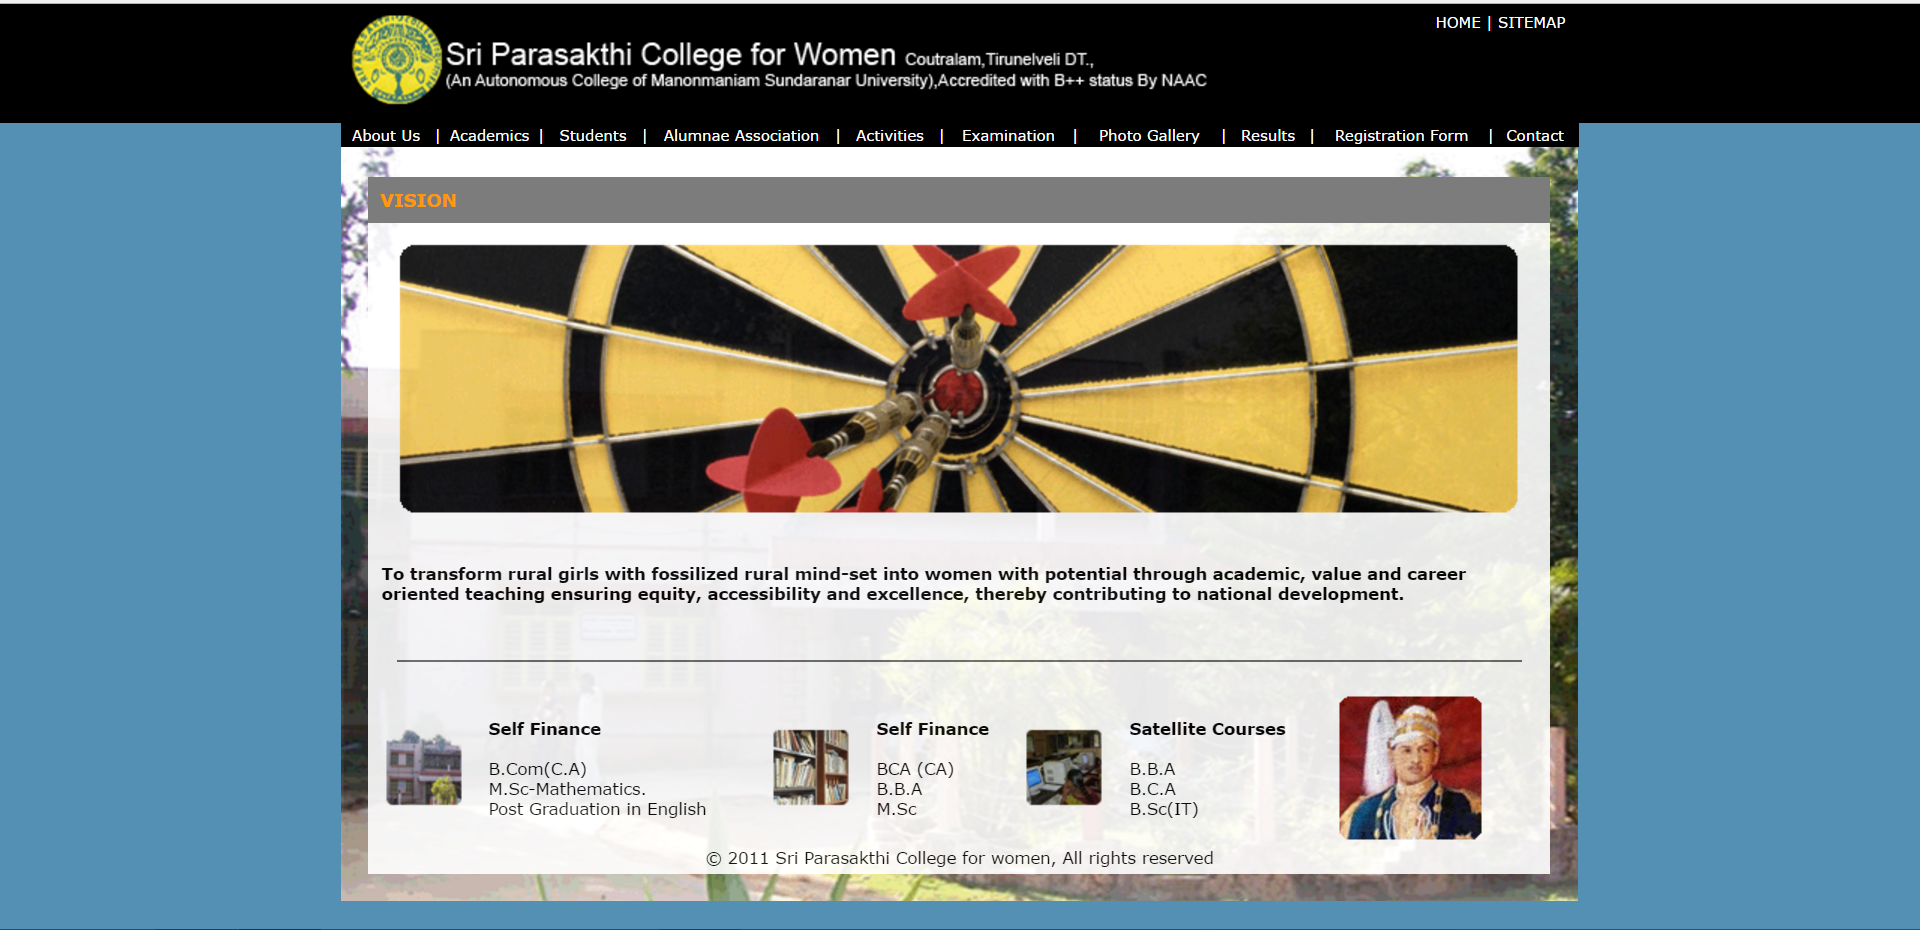 HOME | SITEMAP
Sri Parasakthi College for Women Coutralam,Tirunelveli DT.,
(An Autonomous College of Manonmaniam Sundaranar University),Accredited with B++ status By NAAC
About Us | Academics | Students | Alumnae Association | Activities | Examination | Photo Gallery | Results | Registration Form | Contact
VISION
To transform rural girls with fossilized rural mind-set into women with potential through academic, value and career
oriented teaching ensuring equity, accessibility and excellence, thereby contributing to national development.
Self Finance
B.Com(C.A)
M.Sc-Mathematics.
Post Graduation in English
Self Finance
BCA (CA)
B.B.A
M.Sc
Satellite Courses
B.B.A
B.C.A
B.Sc(IT)
© 2011 Sri Parasakthi College for women, All rights reserved